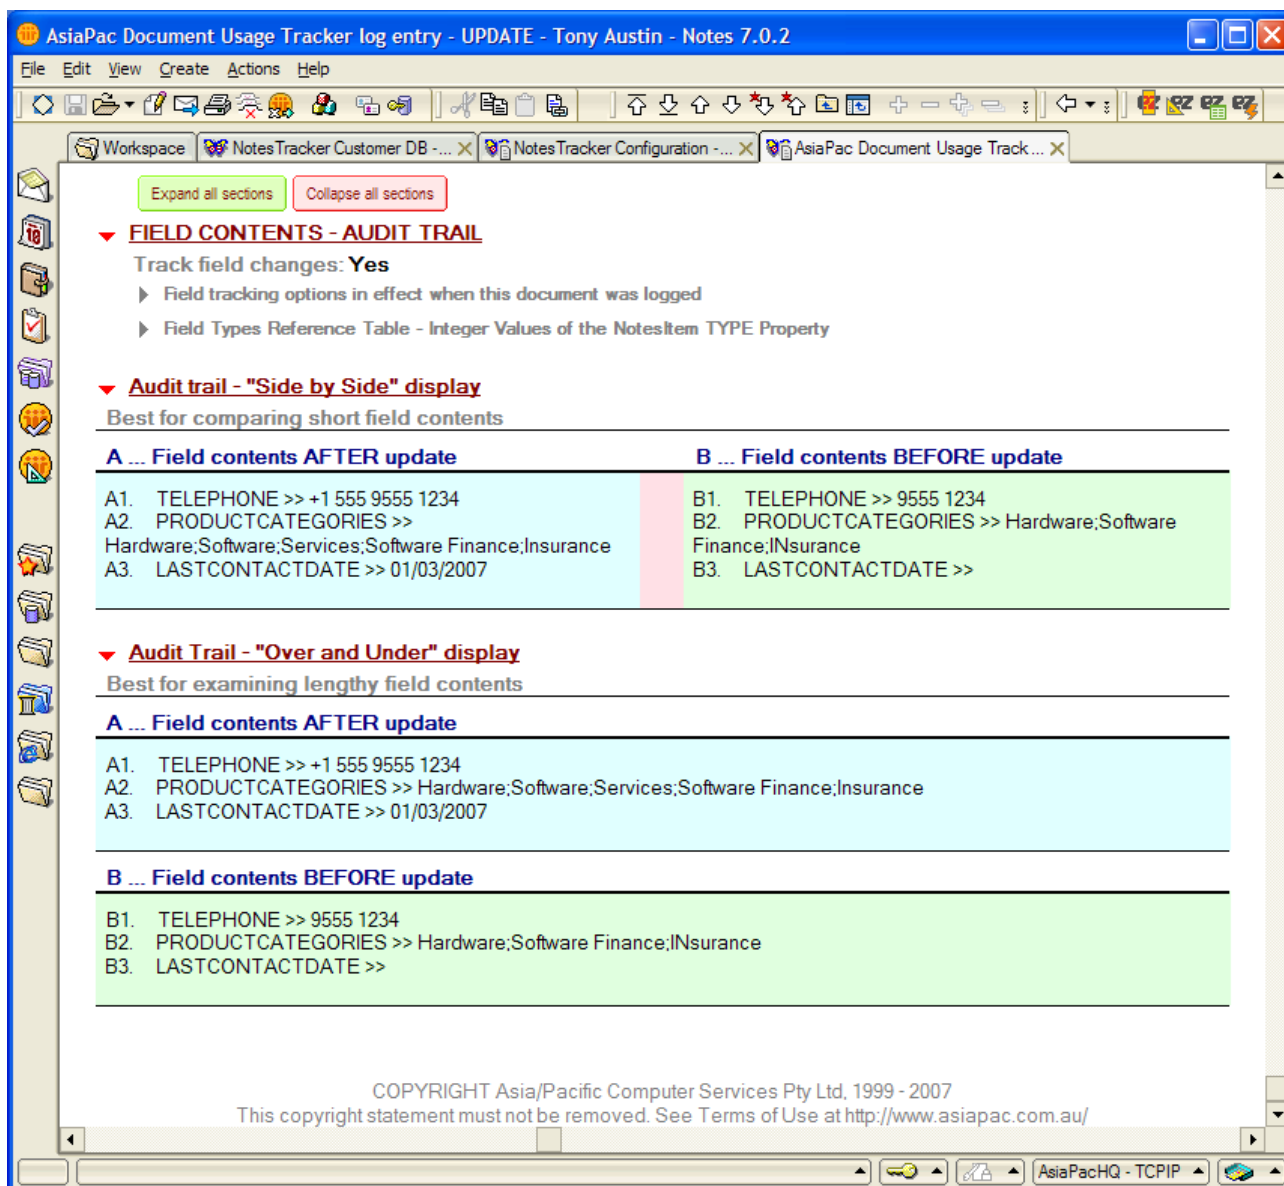 AsiaPac Document Usage Tracker log entry - UPDATE - Tony Austin - Notes 7.0.2
File Edit View Create Actions Help
Workspace NotesTracker Customer DB -... NotesTracker Configuration -... AsiaPac Document Usage Track...
Expand all sections Collapse all sections
FIELD CONTENTS - AUDIT TRAIL
Track field changes: Yes
Field tracking options in effect when this document was logged
Field Types Reference Table - Integer Values of the NotesItem TYPE Property
Audit trail - "Side by Side" display
Best for comparing short field contents
A ... Field contents AFTER update
A1. TELEPHONE >> +1 555 9555 1234
A2. PRODUCTCATEGORIES >>
Hardware;Software;Services;Software Finance;Insurance
A3. LASTCONTACTDATE >> 01/03/2007
B ... Field contents BEFORE update
B1. TELEPHONE >> 9555 1234
B2. PRODUCTCATEGORIES >> Hardware;Software
Finance;INsurance
B3. LASTCONTACTDATE >>
Audit Trail - "Over and Under" display
Best for examining lengthy field contents
A ... Field contents AFTER update
A1. TELEPHONE >> +1 555 9555 1234
A2. PRODUCTCATEGORIES >> Hardware;Software;Services;Software Finance;Insurance
A3. LASTCONTACTDATE >> 01/03/2007
B ... Field contents BEFORE update
B1. TELEPHONE >> 9555 1234
B2. PRODUCTCATEGORIES >> Hardware;Software Finance;INsurance
B3. LASTCONTACTDATE >>
COPYRIGHT Asia/Pacific Computer Services Pty Ltd, 1999 - 2007
This copyright statement must not be removed. See Terms of Use at http://www.asiapac.com.au/
AsiaPacHQ - TCPIP